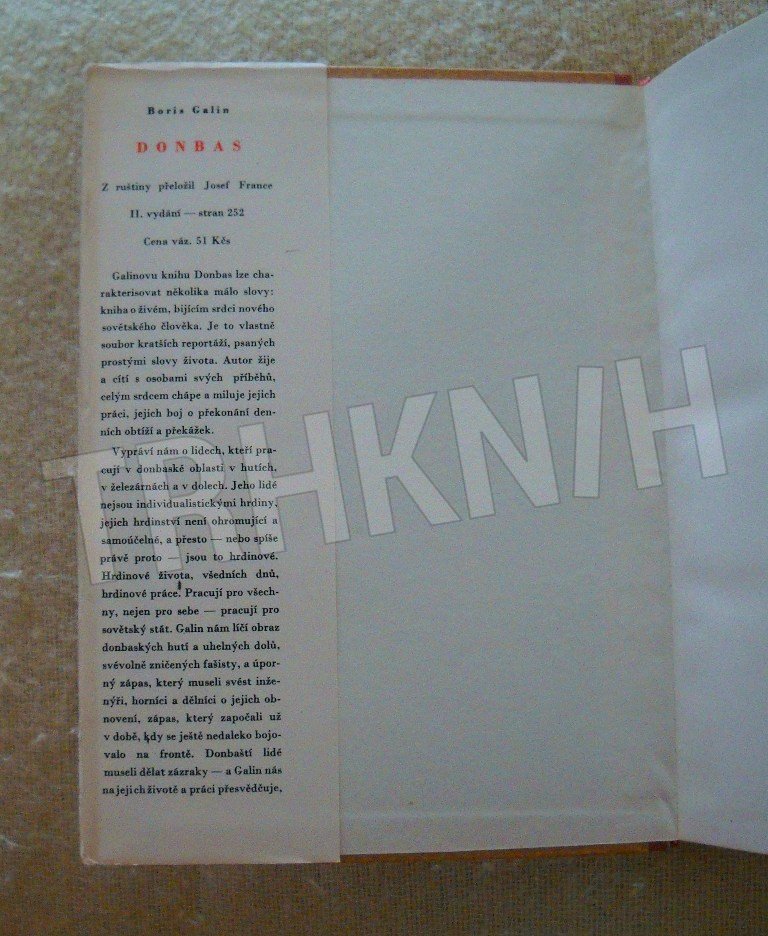 Boris Galin
DONBAS
Z ruštiny přeložil Josef France
II. vydání — stran 252
Cena váz. 51 Kčs
Galinovu knihu Donbas lze cha-
rakterisovat několika málo slovy:
kniha o živém, bijícím srdci nového
sovětského člověka. Je to vlastně
soubor kratších reportáží, psaných
prostými slovy života. Autor žije
a cítí s osobami svých příběhů,
celým srdcem chápe a miluje jejich
práci, jejich boj o překonání den-
ních obtíží a překážek.
Vypráví nám o lidech, kteří pra-
cují v donbaské oblasti v hutích,
v železárnách a v dolech. Jeho lidé
nejsou individualistickými hrdiny,
jejich hrdinství není ohromující a
samoúčelné, a přesto — nebo spíše
právě proto — jsou to hrdinové.
Hrdinové života, všedních dnů,
hrdinové práce. Pracují pro všech-
ny, nejen pro sebe — pracují pro
sovětský stát. Galin nám líčí obraz
donbaských hutí a uhelných dolů,
svévolně zničených fašisty, a úpor-
ný zápas, který museli svést inže-
nýři, horníci a dělníci o jejich ob-
novení, zápas, který započali už
v době, kdy se ještě nedaleko bojo-
valo na frontě. Donbaští lidé
museli dělat zázraky — a Galin nás
na jejich životě a práci přesvědčuje,
TRHKNIH